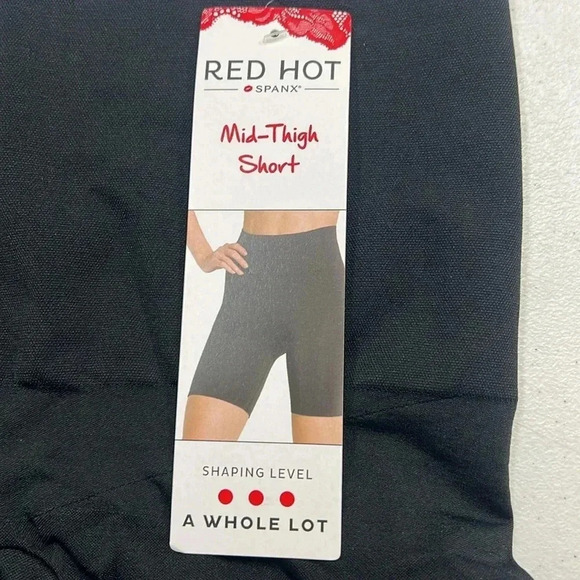 RED HOT
SPANX®
Mid-Thigh
Short
SHAPING LEVEL
A WHOLE LOT